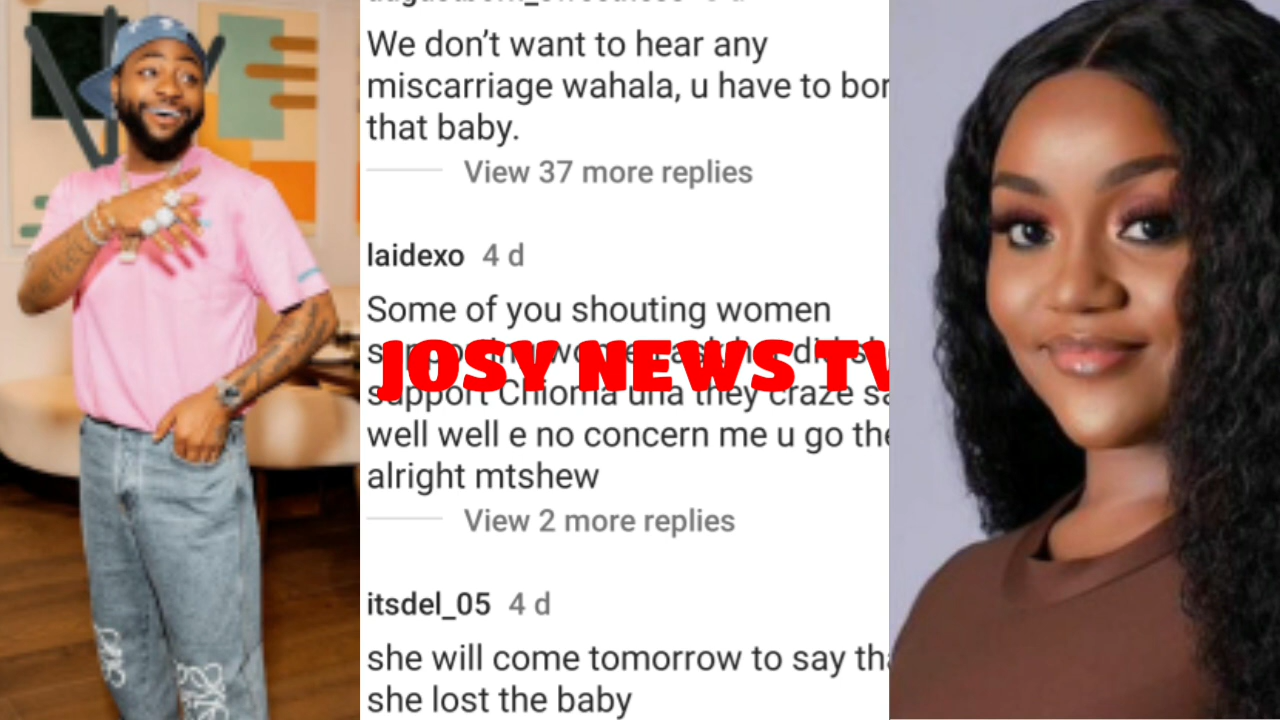 We don’t want to hear any
miscarriage wahala, u have to
that baby.
View 37 more replies
laidexo 4 d
Some of you shouting women
JOSY NEWS TV
support Chioma una they craze
well well e no concern me u go
alright mtshew
View 2 more replies
itsdel_05 4 d
she will come tomorrow to say
she lost the baby